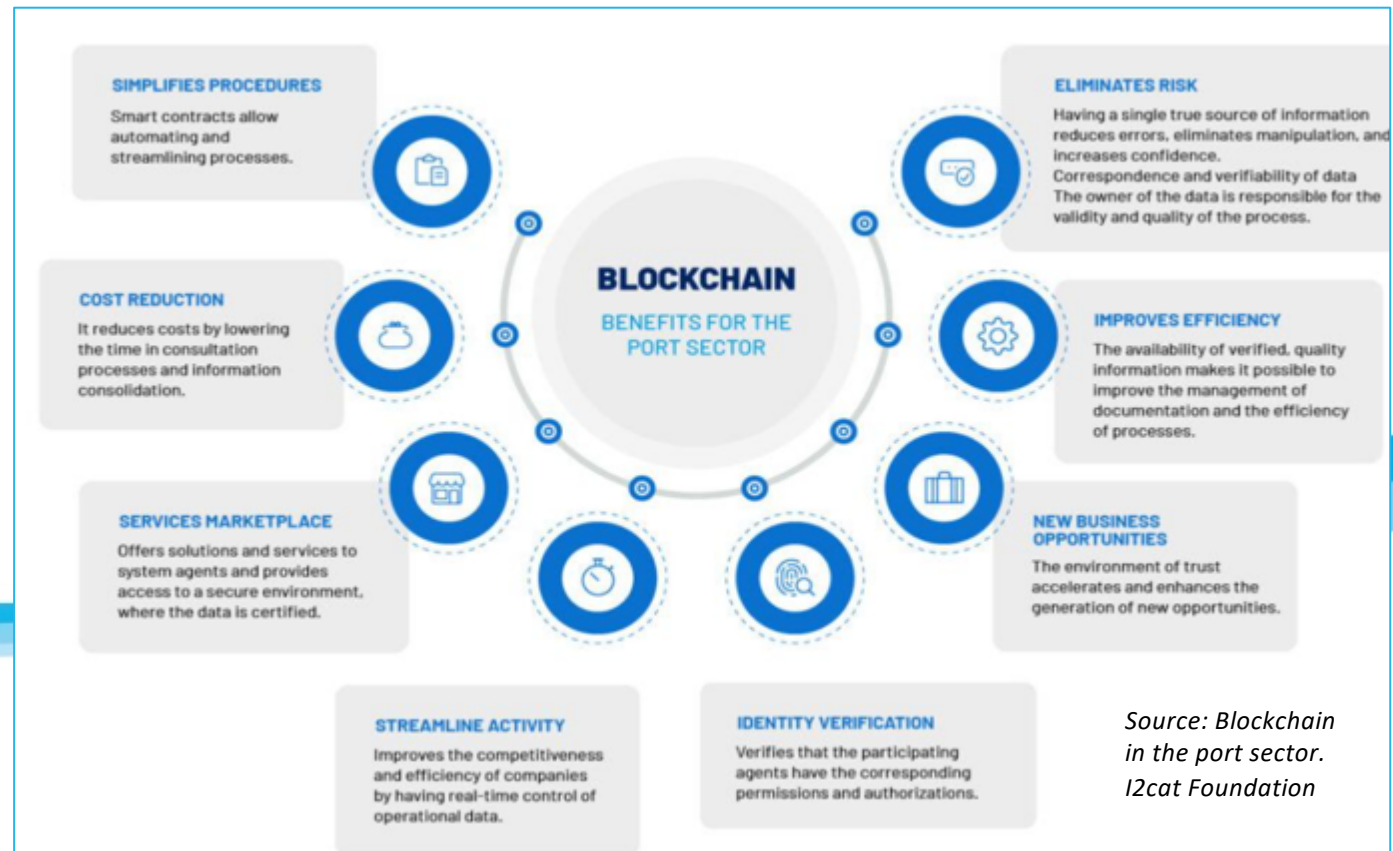 SIMPLIFIES PROCEDURES
Smart contracts allow
automating and
streamlining processes.
COST REDUCTION
It reduces costs by lowering
the time in consultation
processes and information
consolidation.
SERVICES MARKETPLACE
Offers solutions and services to
system agents and provides
access to a secure environment,
where the data is certified.
STREAMLINE ACTIVITY
Improves the competitiveness
and efficiency of companies
by having real-time control of
operational data.
BLOCKCHAIN
BENEFITS FOR THE
PORT SECTOR
IDENTITY VERIFICATION
Verifies that the participating
agents have the corresponding
permissions and authorizations.
ELIMINATES RISK
Having a single true source of information
reduces errors, eliminates manipulation, and
increases confidence.
Correspondence and verifiability of data
The owner of the data is responsible for the
validity and quality of the process.
IMPROVES EFFICIENCY
The availability of verified, quality
information makes it possible to
improve the management of
documentation and the efficiency
of processes.
NEW BUSINESS
OPPORTUNITIES
The environment of trust
accelerates and enhances the
generation of new opportunities.
Source: Blockchain
in the port sector.
I2cat Foundation